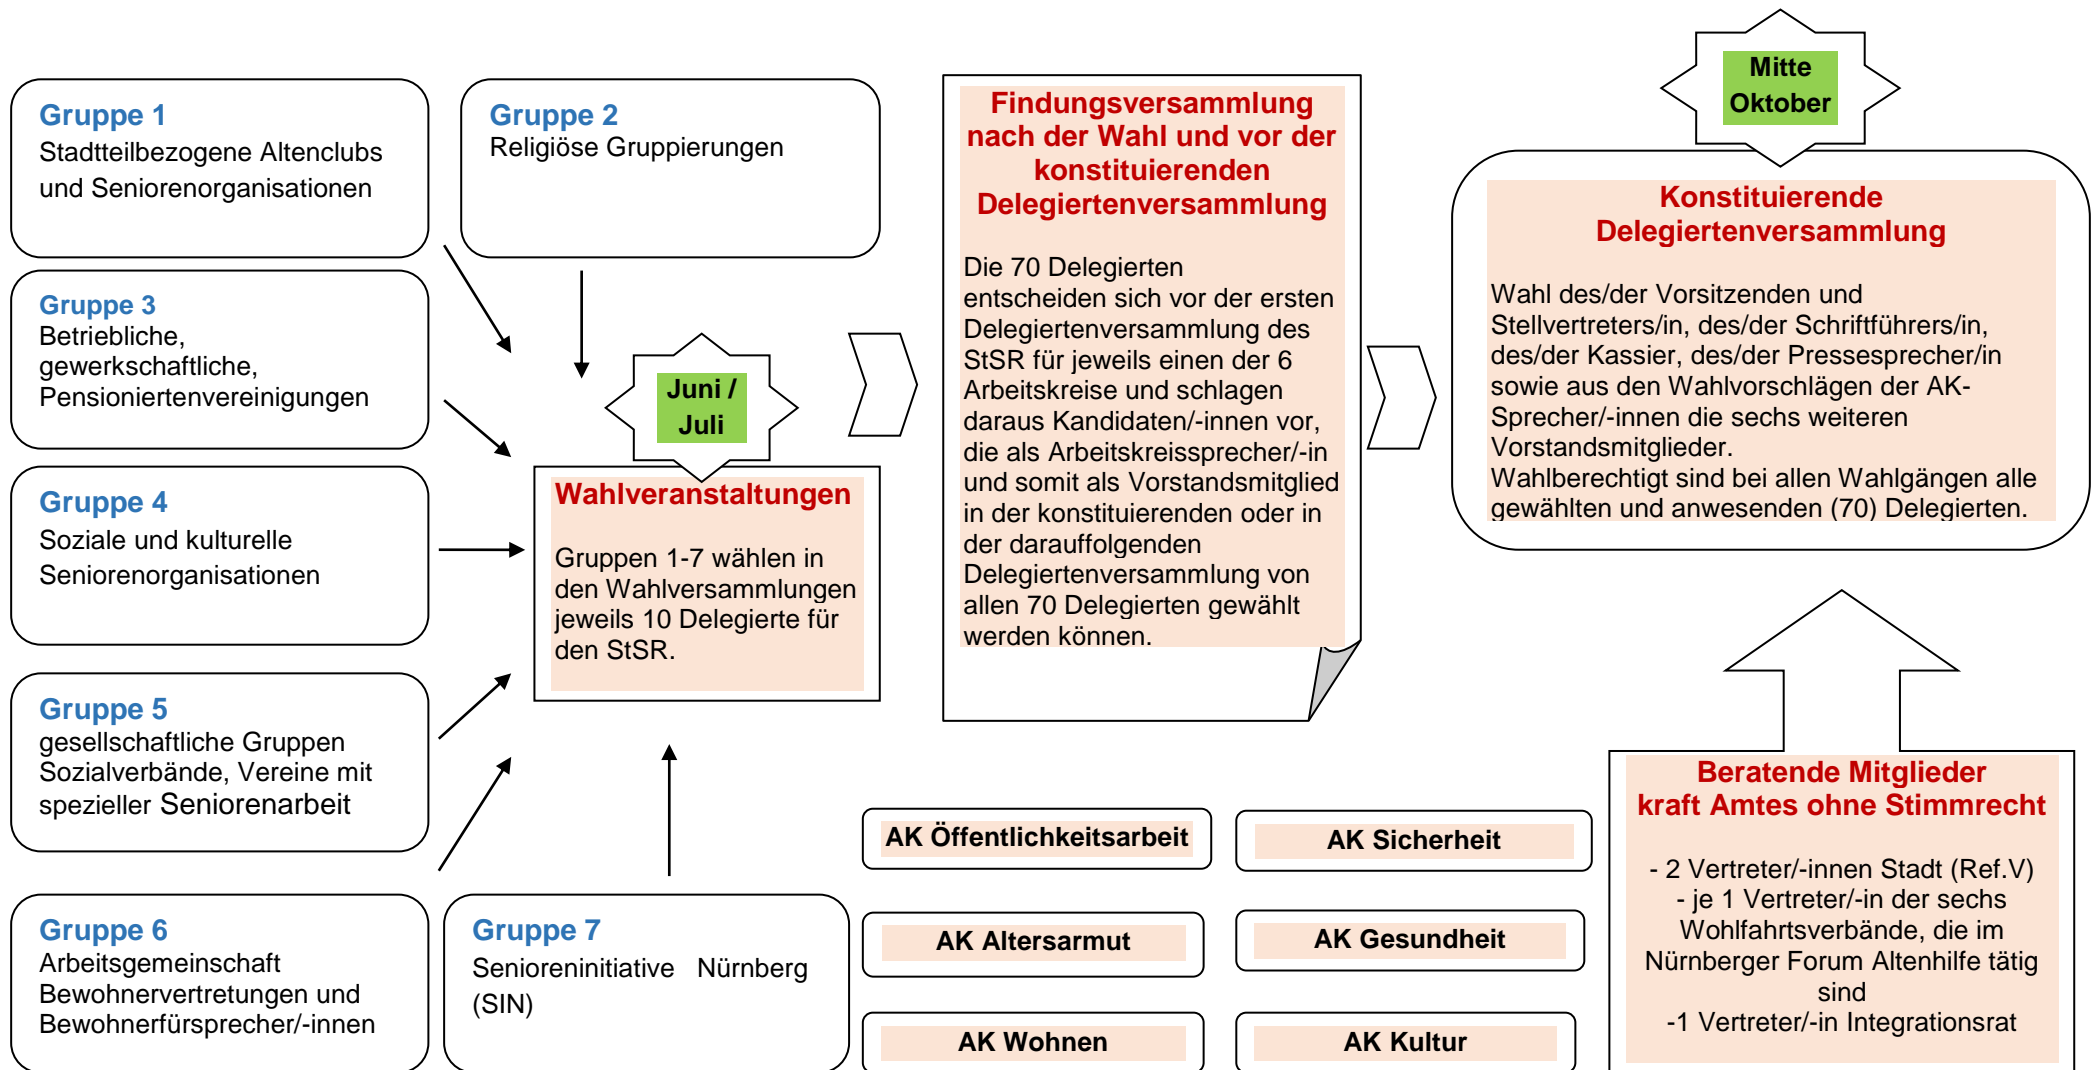 Gruppe 1
Stadtteilbezogene Altenclubs
und Seniorenorganisationen
Gruppe 2
Religiöse Gruppierungen
Gruppe 3
Betriebliche,
gewerkschaftliche,
Pensioniertenvereinigungen
Gruppe 4
Soziale und kulturelle
Seniorenorganisationen
Gruppe 5
gesellschaftliche Gruppen
Sozialverbände, Vereine mit
spezieller Seniorenarbeit
Gruppe 6
Arbeitsgemeinschaft
Bewohnervertretungen und
Bewohnerfürsprecher/-innen
Gruppe 7
Senioreninitiative Nürnberg
(SIN)
Juni /
Juli
Wahlveranstaltungen
Gruppen 1-7 wählen in
den Wahlversammlungen
jeweils 10 Delegierte für
den StSR.
Findungsversammlung
nach der Wahl und vor der
konstituierenden
Delegiertenversammlung
Die 70 Delegierten
entscheiden sich vor der ersten
Delegiertenversammlung des
StSR für jeweils einen der 6
Arbeitskreise und schlagen
daraus Kandidaten/-innen vor,
die als Arbeitskreissprecher/-in
und somit als Vorstandsmitglied
in der konstituierenden oder in
der darauffolgenden
Delegiertenversammlung von
allen 70 Delegierten gewählt
werden können.
Mitte
Oktober
Konstituierende
Delegiertenversammlung
Wahl des/der Vorsitzenden und
Stellvertreters/in, des/der Schriftführers/in,
des/der Kassier, des/der Pressesprecher/in
sowie aus den Wahlvorschlägen der AK-
Sprecher/-innen die sechs weiteren
Vorstandsmitglieder.
Wahlberechtigt sind bei allen Wahlgängen alle
gewählten und anwesenden (70) Delegierten.
AK Öffentlichkeitsarbeit
AK Sicherheit
AK Altersarmut
AK Gesundheit
AK Wohnen
AK Kultur
Beratende Mitglieder
kraft Amtes ohne Stimmrecht
- 2 Vertreter/-innen Stadt (Ref.V)
- je 1 Vertreter/-in der sechs
Wohlfahrtsverbände, die im
Nürnberger Forum Altenhilfe tätig
sind
-1 Vertreter/-in Integrationsrat